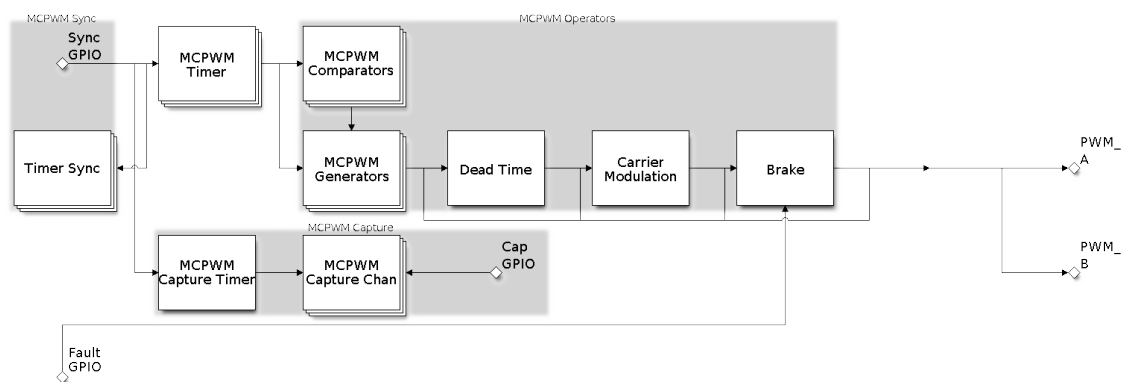 MCPWM Sync
MCPWM Operators
Sync
GPIO
MCPWM
Timer
MCPWM
Comparators
Timer Sync
MCPWM
Generators
Dead Time
Carrier
Modulation
Brake
PWM_
A
MCPWM Capture
MCPWM
Capture Timer
MCPWM
Capture Chan
Cap
GPIO
PWM_
B
Fault
GPIO